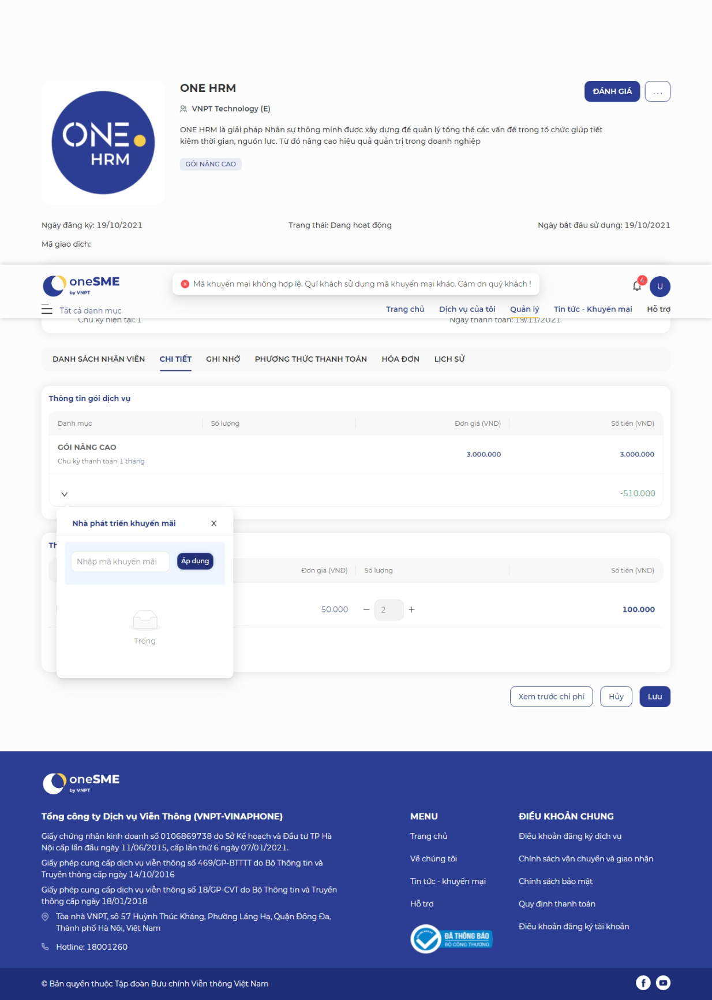 ONE
HRM
ONE HRM
VNPT Technology (E)
ĐÁNH GIÁ
...
ONE HRM là giải pháp Nhân sự thông minh được xây dựng để quản lý tổng thể các vấn đề trong tổ chức giúp tiết
kiệm thời gian, nguồn lực. Từ đó nâng cao hiệu quả quản trị trong doanh nghiệp
GÓI NÂNG CAO
Ngày đăng ký: 19/10/2021
Trạng thái: Đang hoạt động
Ngày bắt đầu sử dụng: 19/10/2021
Mã giao dịch:
oneSME
by VNPT
Mã khuyến mại không hợp lệ. Quí khách sử dụng mã khuyến mại khác. Cám ơn quý khách !
4
U
Tất cả danh mục
Trang chủ
Dịch vụ của tôi
Quản lý
Tin tức - Khuyến mại
Hỗ trợ
Chu kỳ hiện tại: 1
Ngày thanh toán: 19/11/2021
DANH SÁCH NHÂN VIÊN
CHI TIẾT
GHI NHỚ
PHƯƠNG THỨC THANH TOÁN
HÓA ĐƠN
LỊCH SỬ
Thông tin gói dịch vụ
Danh mục
Số lượng
Đơn giá (VND)
Số tiền (VND)
GÓI NÂNG CAO
Chu kỳ thanh toán 1 tháng
3.000.000
3.000.000
-510.000
Nhà phát triển khuyến mãi
X
Nhập mã khuyến mãi
Áp dụng
Trống
Th
Đơn giá (VND)
Số lượng
Số tiền (VND)
50.000
2
100.000
Xem trước chi phí
Hủy
Lưu
oneSME
by VNPT
Tổng công ty Dịch vụ Viễn Thông (VNPT-VINAPHONE)
Giấy chứng nhận kinh doanh số 0106869738 do Sở Kế hoạch và Đầu tư TP Hà
Nội cấp lần đầu ngày 11/06/2015, cấp lần thứ 6 ngày 07/01/2021.
Giấy phép cung cấp dịch vụ viễn thông số 469/GP-BTTTT do Bộ Thông tin và
Truyền thông cấp ngày 14/10/2016
Giấy phép cung cấp dịch vụ viễn thông số 18/GP-CVT do Bộ Thông tin và Truyền
thông cấp ngày 18/01/2018
Tòa nhà VNPT, số 57 Huỳnh Thúc Kháng, Phường Láng Hạ, Quận Đống Đa,
Thành phố Hà Nội, Việt Nam
Hotline: 18001260
MENU
Trang chủ
Về chúng tôi
Tin tức - khuyến mại
Hỗ trợ
ĐÃ THÔNG BÁO
BỘ CÔNG THƯƠNG
ĐIỀU KHOẢN CHUNG
Điều khoản đăng ký dịch vụ
Chính sách vận chuyển và giao nhận
Chính sách bảo mật
Quy định thanh toán
Điều khoản đăng ký tài khoản
© Bản quyền thuộc Tập đoàn Bưu chính Viễn thông Việt Nam